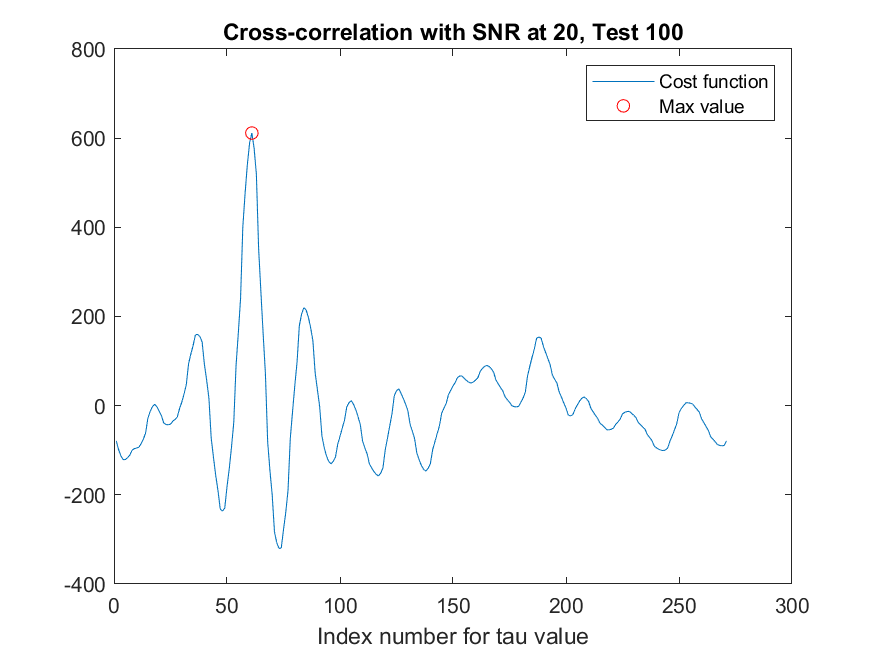 Cross-correlation with SNR at 20, Test 100
800
600
400
200
0
-200
-400
0 50 100 150 200 250 300
Index number for tau value
Cost function
Max value